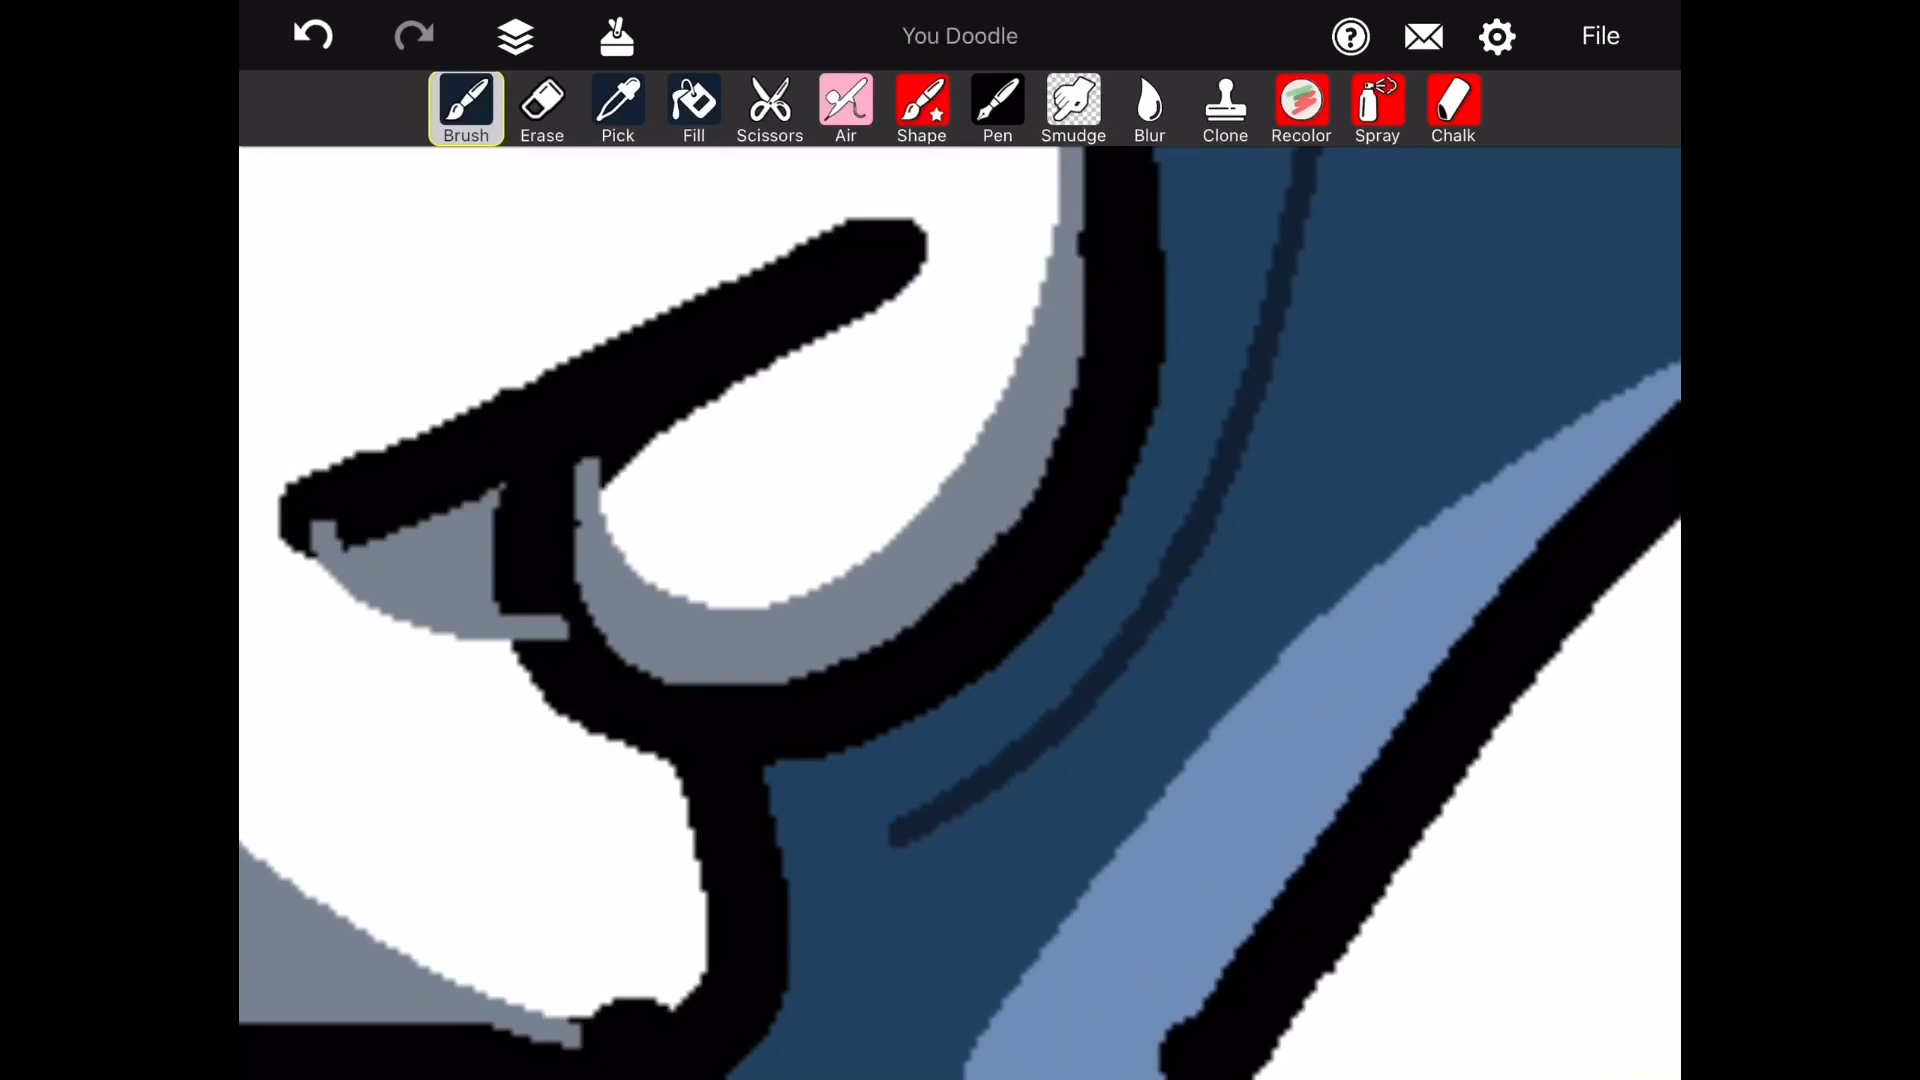 You Doodle
File
Brush Erase Pick Fill Scissors Air Shape Pen Smudge Blur Clone Recolor Spray Chalk